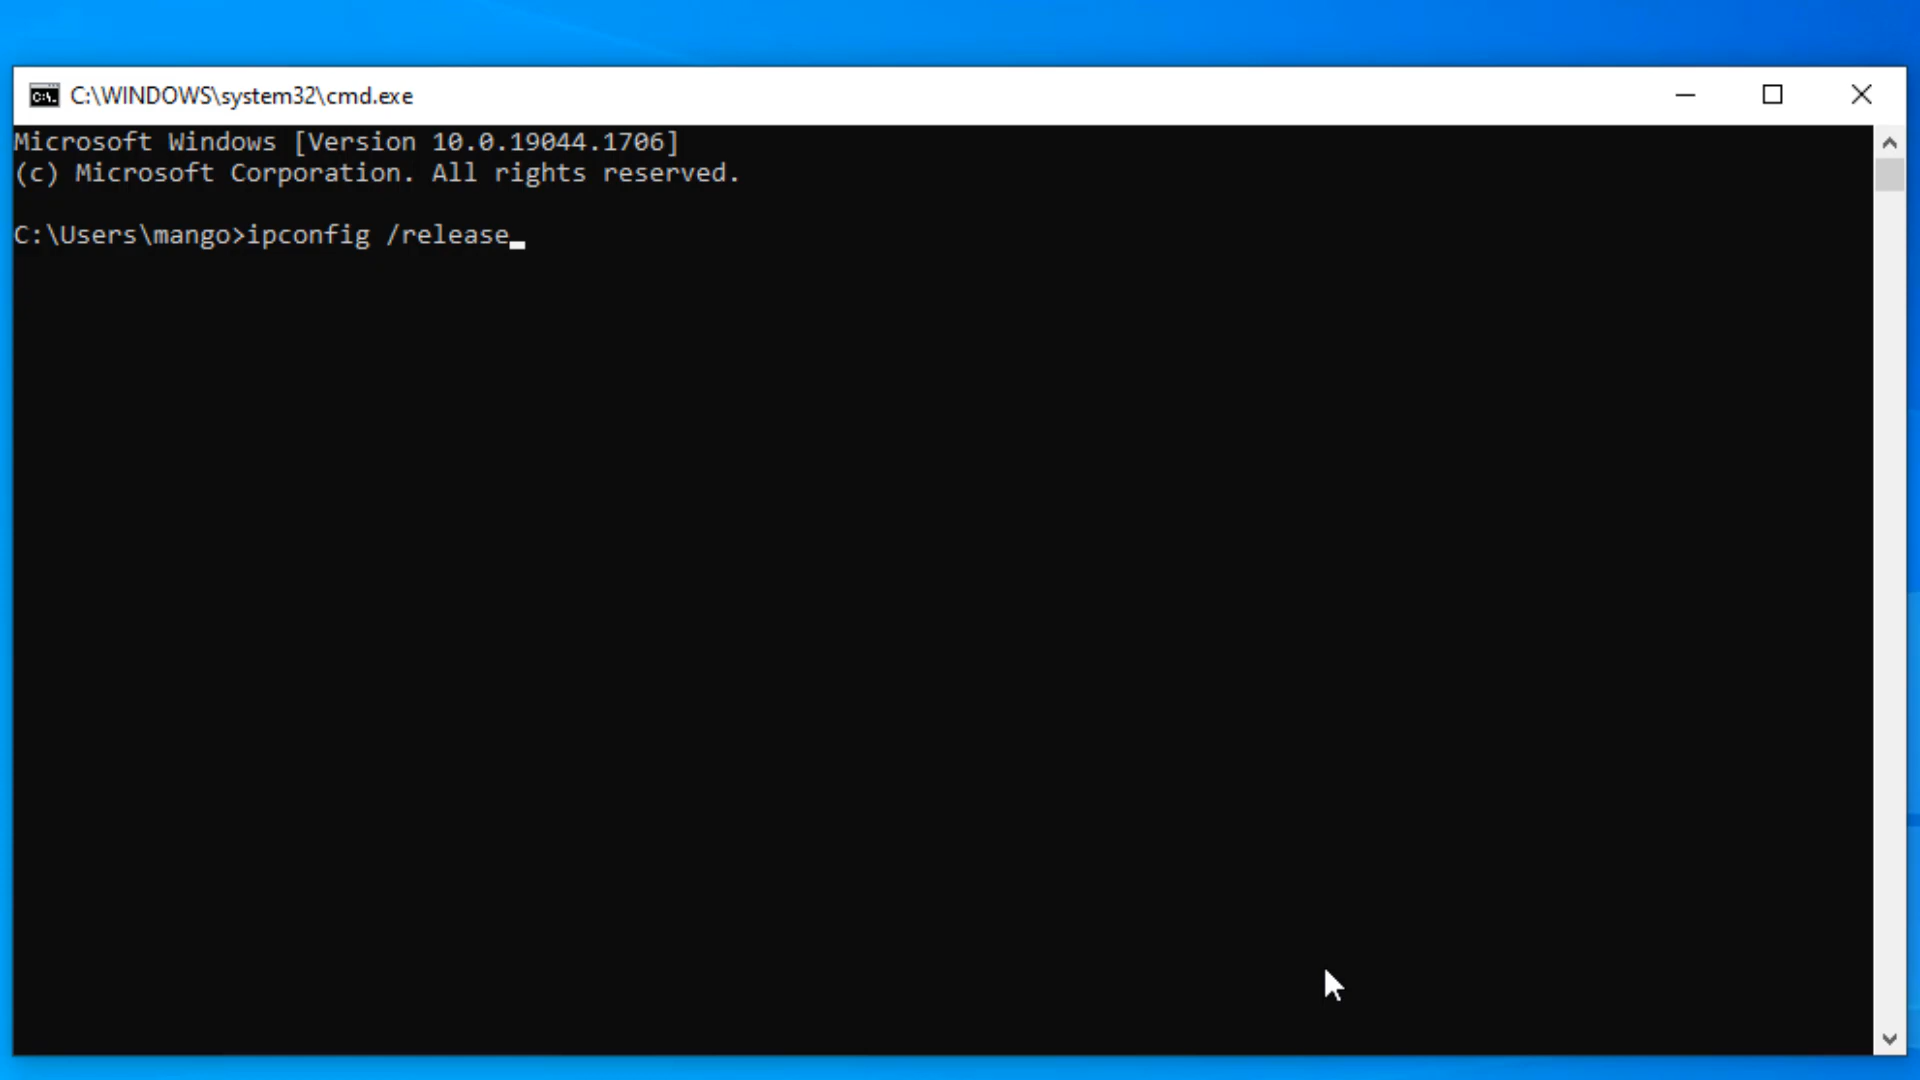 C:\WINDOWS\system32\cmd.exe
Microsoft Windows [Version 10.0.19044.1706]
(c) Microsoft Corporation. All rights reserved.
C:\Users\mango>ipconfig /release